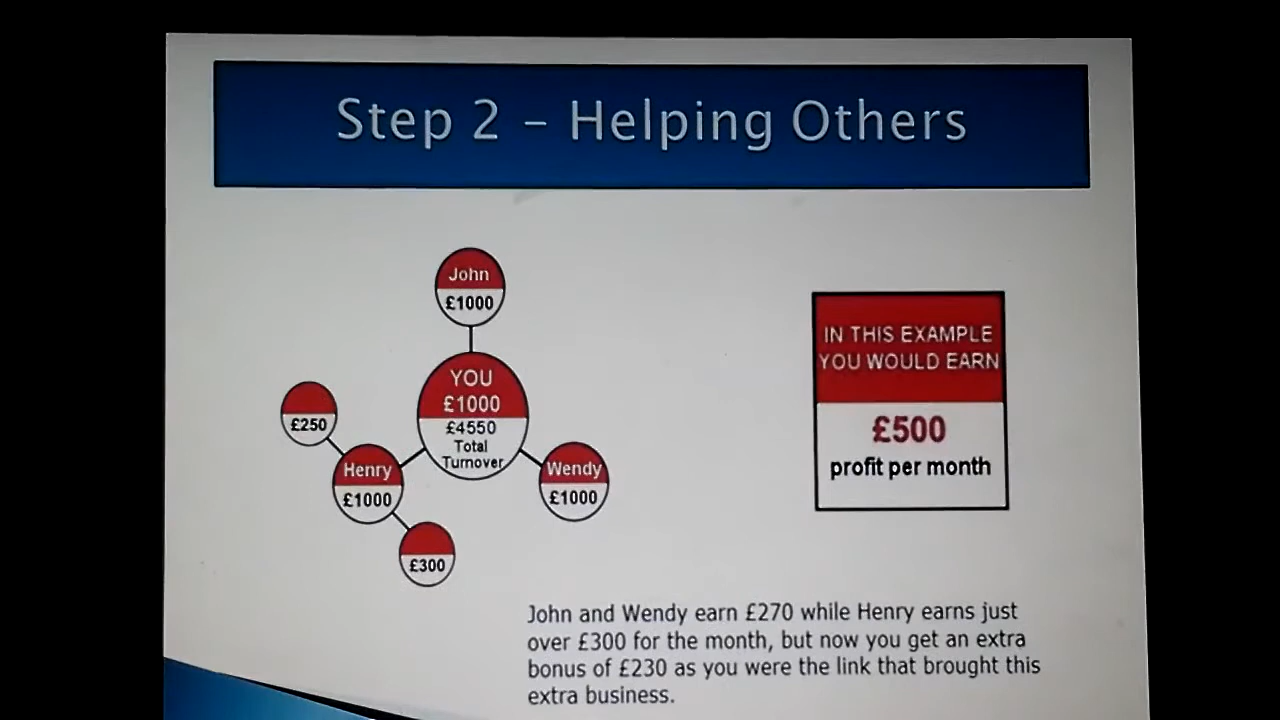 Step 2 – Helping Others
John
£1000
YOU
£1000
£4550
Total
Turnover
£250
Henry
£1000
Wendy
£1000
£300
IN THIS EXAMPLE
YOU WOULD EARN
£500
profit per month
John and Wendy earn £270 while Henry earns just
over £300 for the month, but now you get an extra
bonus of £230 as you were the link that brought this
extra business.